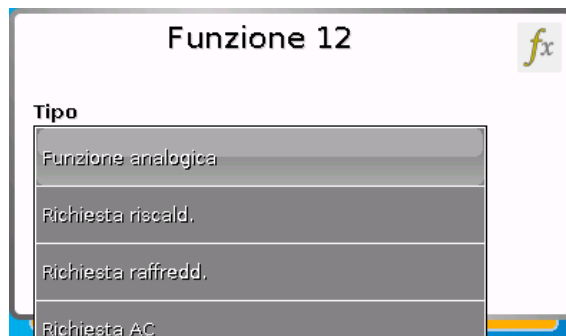 Funzione 12
fx
Tipo
Funzione analogica
Richiesta riscald.
Richiesta raffredd.
Richiesta AC